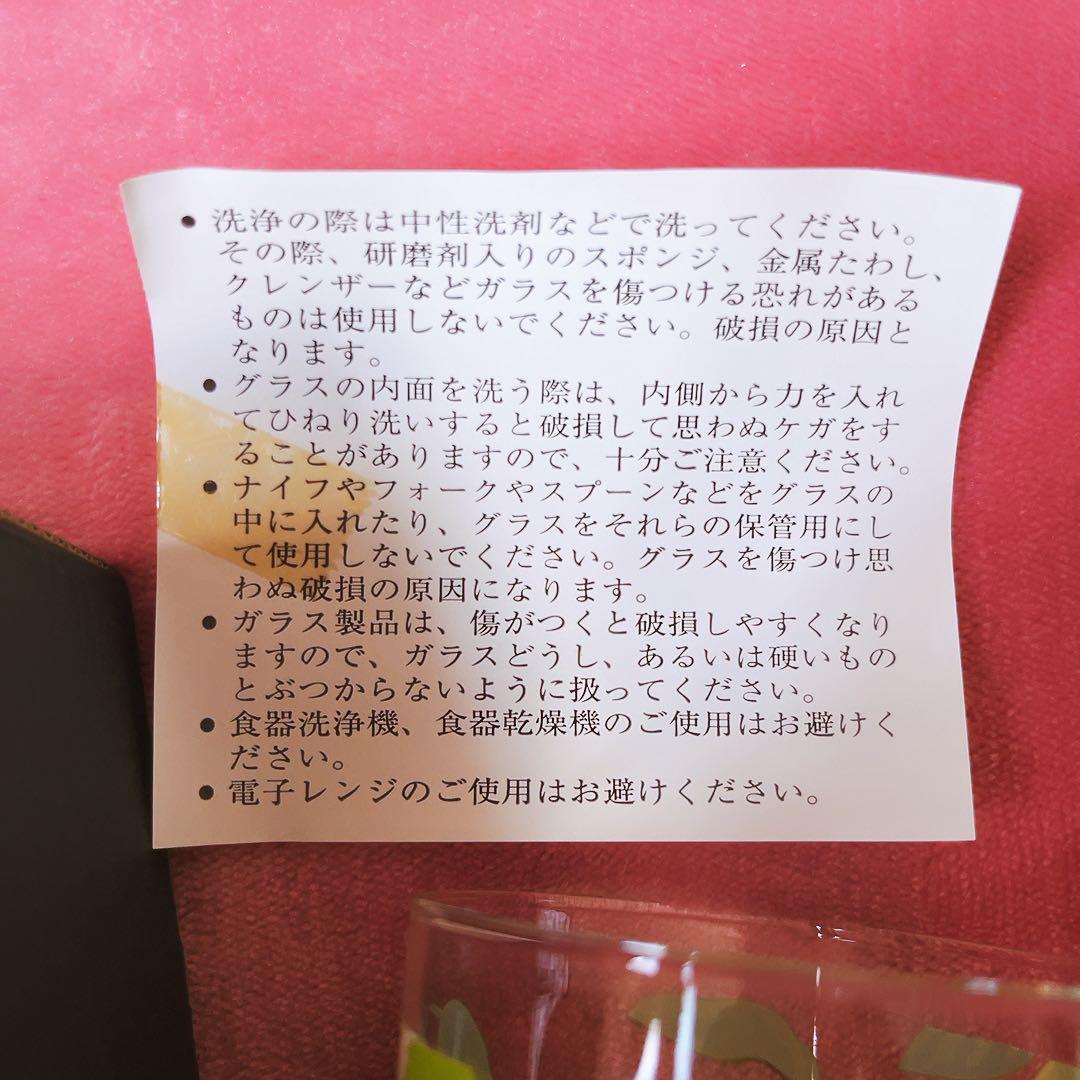 ● 洗浄の際は中性洗剤などで洗ってください。
その際、研磨剤入りのスポンジ、金属たわし、
クレンザーなどガラスを傷つける恐れがある
ものは使用しないでください。破損の原因と
なります。
● グラスの内面を洗う際は、内側から力を入れ
てひねり洗いすると破損して思わぬケガをす
ることがありますので、十分ご注意ください。
● ナイフやフォークやスプーンなどをグラスの
中に入れたり、グラスをそれらの保管用にし
て使用しないでください。グラスを傷つけ思
わぬ破損の原因になります。
● ガラス製品は、傷がつくと破損しやすくなり
ますので、ガラスどうし、あるいは硬いもの
とぶつからないように扱ってください。
● 食器洗浄機、食器乾燥機のご使用はお避けく
ださい。
● 電子レンジのご使用はお避けください。